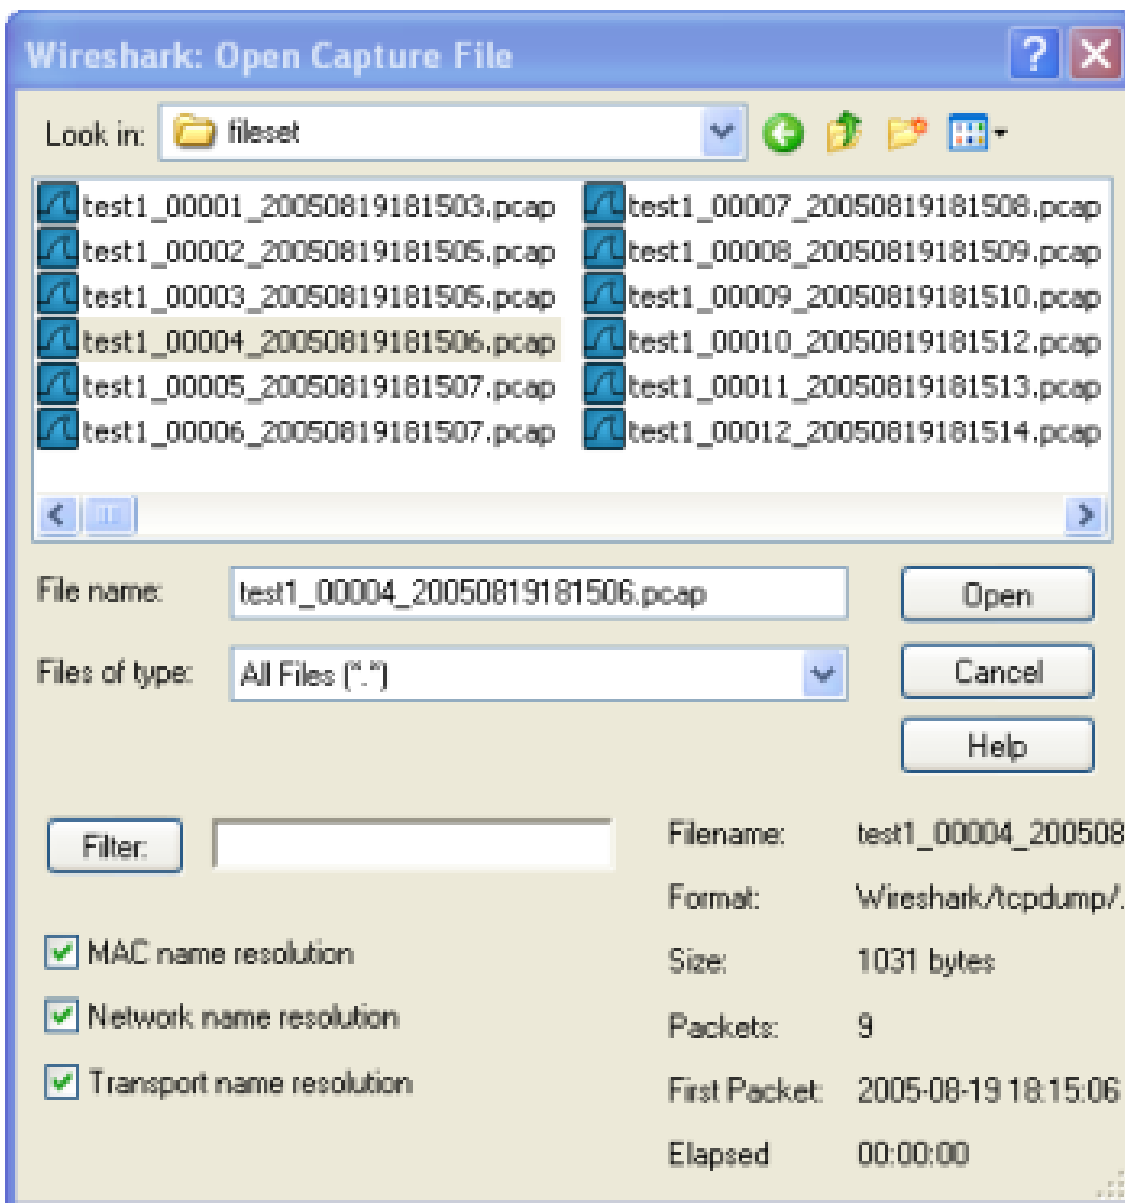 Wireshark: Open Capture File
Look in: fileset
test1_00001_20050819181503.pcap
test1_00002_20050819181505.pcap
test1_00003_20050819181505.pcap
test1_00004_20050819181506.pcap
test1_00005_20050819181507.pcap
test1_00006_20050819181507.pcap
test1_00007_20050819181508.pcap
test1_00008_20050819181509.pcap
test1_00009_20050819181510.pcap
test1_00010_20050819181512.pcap
test1_00011_20050819181513.pcap
test1_00012_20050819181514.pcap
File name: test1_00004_20050819181506.pcap
Open
Files of type: All Files (*.*)
Cancel
Help
Filter:
MAC name resolution
Network name resolution
Transport name resolution
Filename: test1_00004_200508
Format: Wireshark/tcpdump/.
Size: 1031 bytes
Packets: 9
First Packet: 2005-08-19 18:15:06
Elapsed 00:00:00